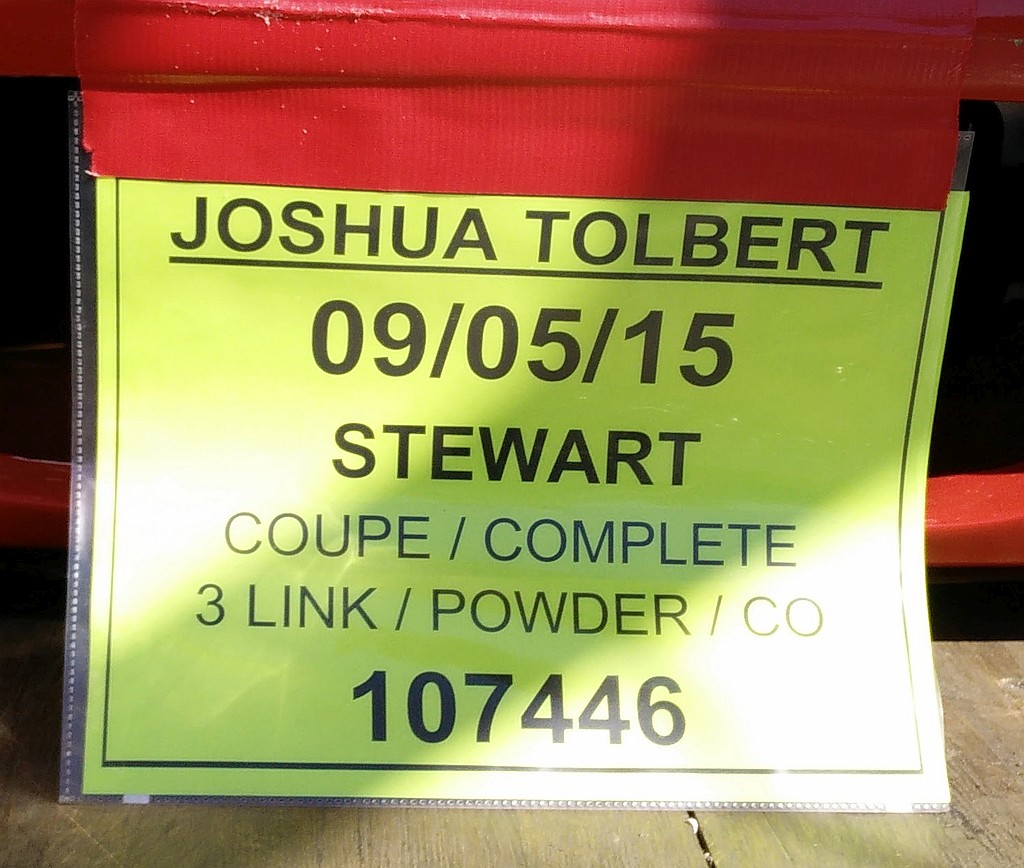 JOSHUA TOLBERT
09/05/15
STEWART
COUPE / COMPLETE
3 LINK / POWDER / CO
107446